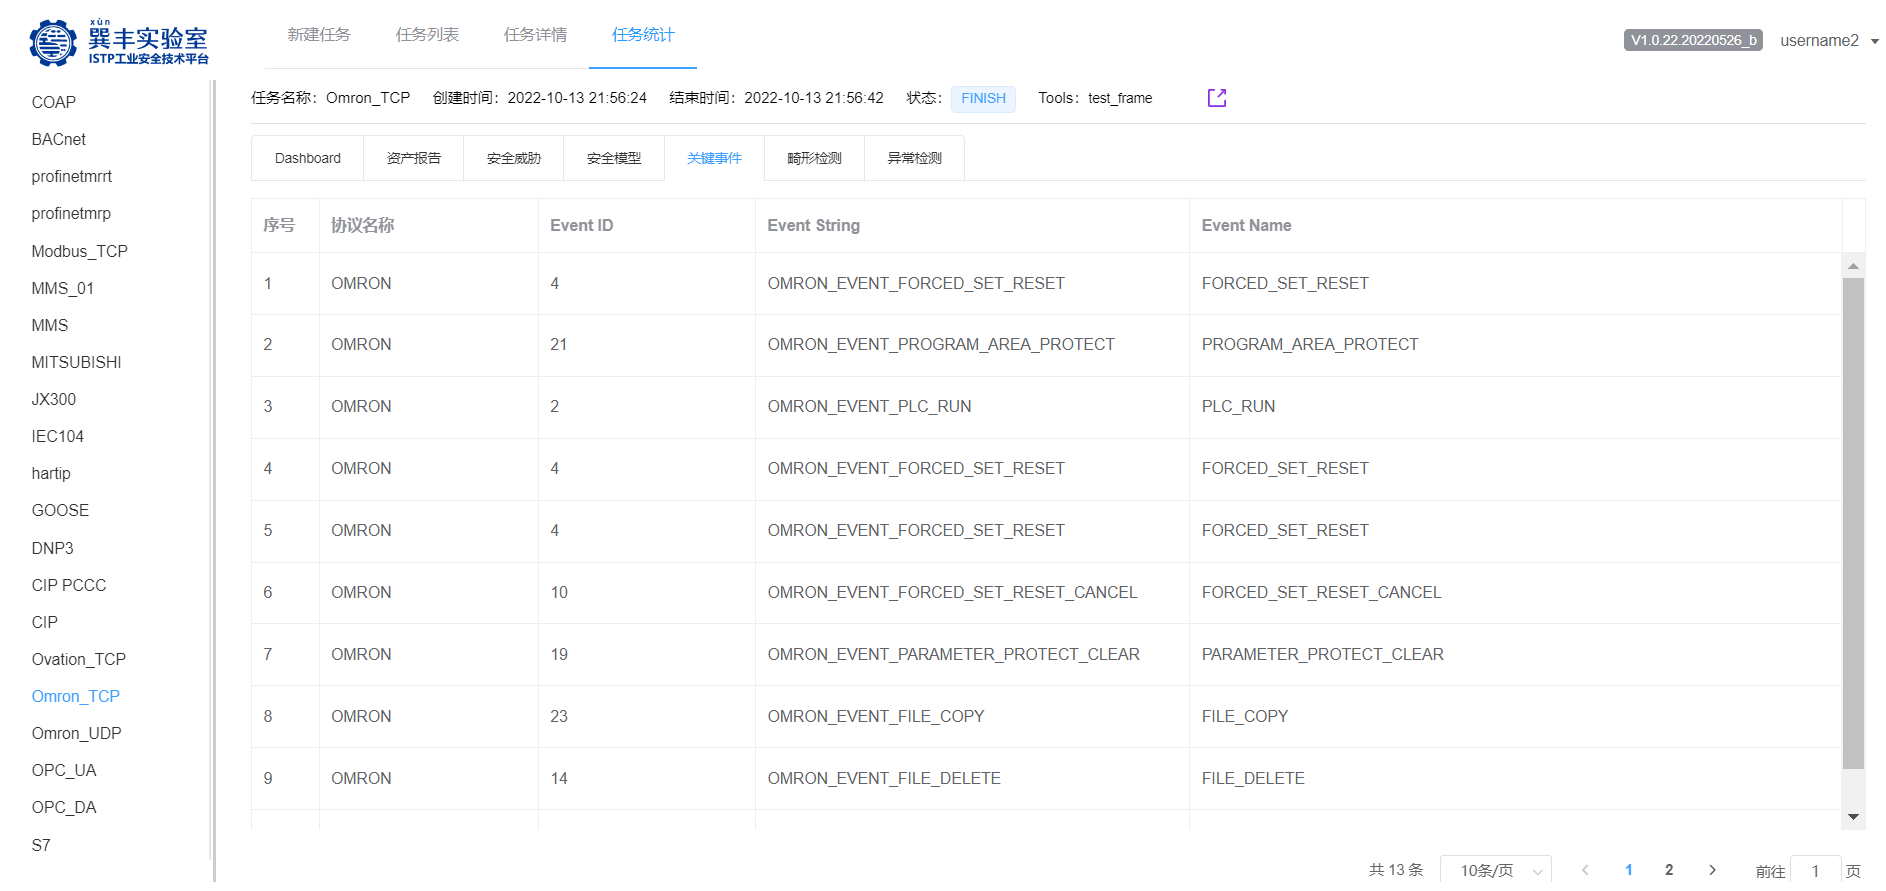 xùn
巽丰实验室
ISTP工业安全技术平台
新建任务 任务列表 任务详情 任务统计
V1.0.22.20220526_b username2
COAP
BACnet
profinetmrrt
profinetmrp
Modbus_TCP
MMS_01
MMS
MITSUBISHI
JX300
IEC104
hartip
GOOSE
DNP3
CIP PCCC
CIP
Ovation_TCP
Omron_TCP
Omron_UDP
OPC_UA
OPC_DA
S7
任务名称: Omron_TCP 创建时间: 2022-10-13 21:56:24 结束时间: 2022-10-13 21:56:42 状态: FINISH Tools: test_frame
Dashboard 资产报告 安全威胁 安全模型 关键事件 畸形检测 异常检测
序号 协议名称 Event ID Event String Event Name
1 OMRON 4 OMRON_EVENT_FORCED_SET_RESET FORCED_SET_RESET
2 OMRON 21 OMRON_EVENT_PROGRAM_AREA_PROTECT PROGRAM_AREA_PROTECT
3 OMRON 2 OMRON_EVENT_PLC_RUN PLC_RUN
4 OMRON 4 OMRON_EVENT_FORCED_SET_RESET FORCED_SET_RESET
5 OMRON 4 OMRON_EVENT_FORCED_SET_RESET FORCED_SET_RESET
6 OMRON 10 OMRON_EVENT_FORCED_SET_RESET_CANCEL FORCED_SET_RESET_CANCEL
7 OMRON 19 OMRON_EVENT_PARAMETER_PROTECT_CLEAR PARAMETER_PROTECT_CLEAR
8 OMRON 23 OMRON_EVENT_FILE_COPY FILE_COPY
9 OMRON 14 OMRON_EVENT_FILE_DELETE FILE_DELETE
共 13 条 10条/页 1 2 前往 1 页